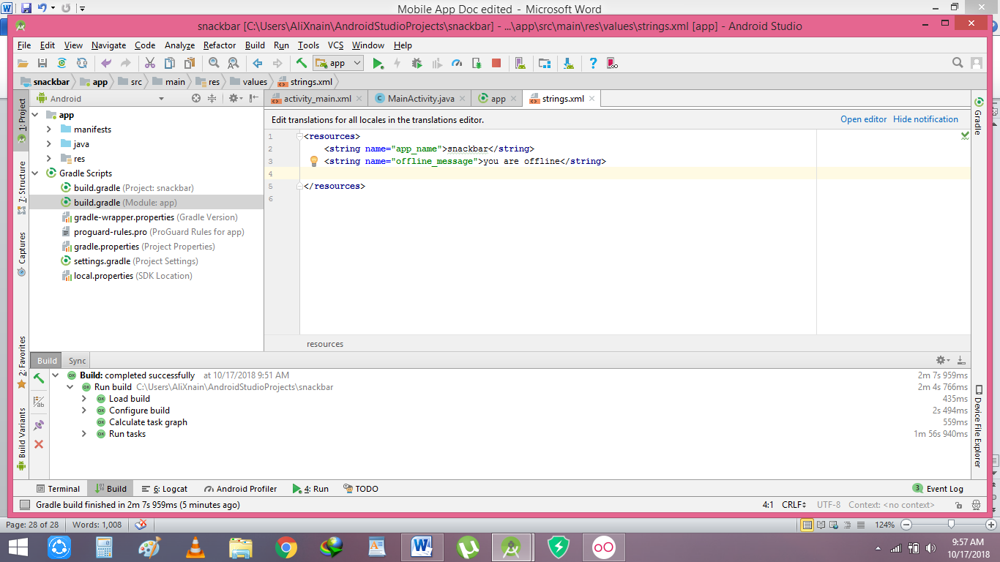 Mobile App Doc edited - Microsoft Word
snackbar [C:\Users\AliXnain\AndroidStudioProjects\snackbar] - ...\app\src\main\res\values\strings.xml [app] - Android Studio
File Edit View Navigate Code Analyze Refactor Build Run Tools VCS Window Help
app
snackbar app src main res values strings.xml
Android
activity_main.xml MainActivity.java app strings.xml
1: Project
7: Structure
Captures
2: Favorites
Build Variants
app
manifests
java
res
Gradle Scripts
build.gradle (Project: snackbar)
build.gradle (Module: app)
gradle-wrapper.properties (Gradle Version)
proguard-rules.pro (ProGuard Rules for app)
gradle.properties (Project Properties)
settings.gradle (Project Settings)
local.properties (SDK Location)
Edit translations for all locales in the translations editor. Open editor Hide notification
1 <resources>
2 <string name="app_name">snackbar</string>
3 <string name="offline_message">you are offline</string>
4
5 </resources>
6
resources
Gradle
Device File Explorer
Build Sync
Build: completed successfully at 10/17/2018 9:51 AM 2m 7s 959ms
Run build C:\Users\AliXnain\AndroidStudioProjects\snackbar 2m 4s 766ms
Load build 435ms
Configure build 2s 494ms
Calculate task graph 559ms
Run tasks 1m 56s 940ms
Terminal Build 6: Logcat Android Profiler 4: Run TODO 3 Event Log
Gradle build finished in 2m 7s 959ms (5 minutes ago) 4:1 CRLF UTF-8 Context: <no context>
Page: 28 of 28 Words: 1,008 124%
9:57 AM
10/17/2018